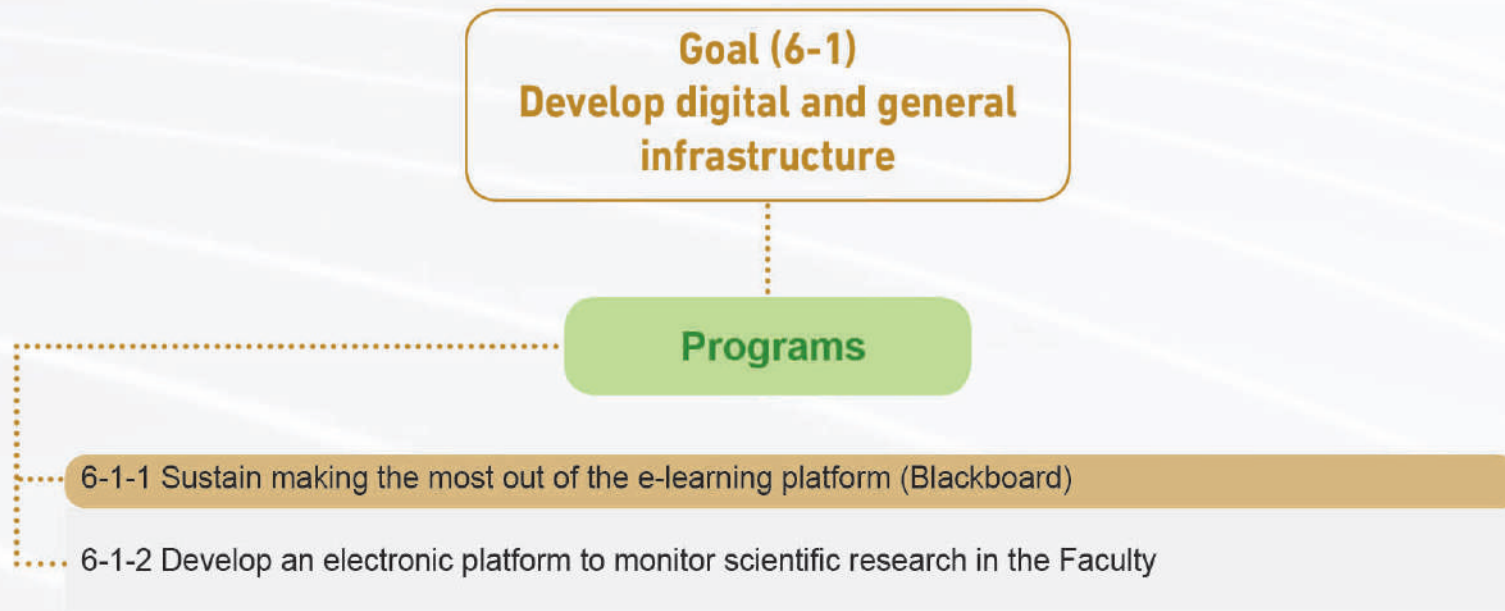 Goal (6-1)
Develop digital and general
infrastructure
Programs
6-1-1 Sustain making the most out of the e-learning platform (Blackboard)
6-1-2 Develop an electronic platform to monitor scientific research in the Faculty